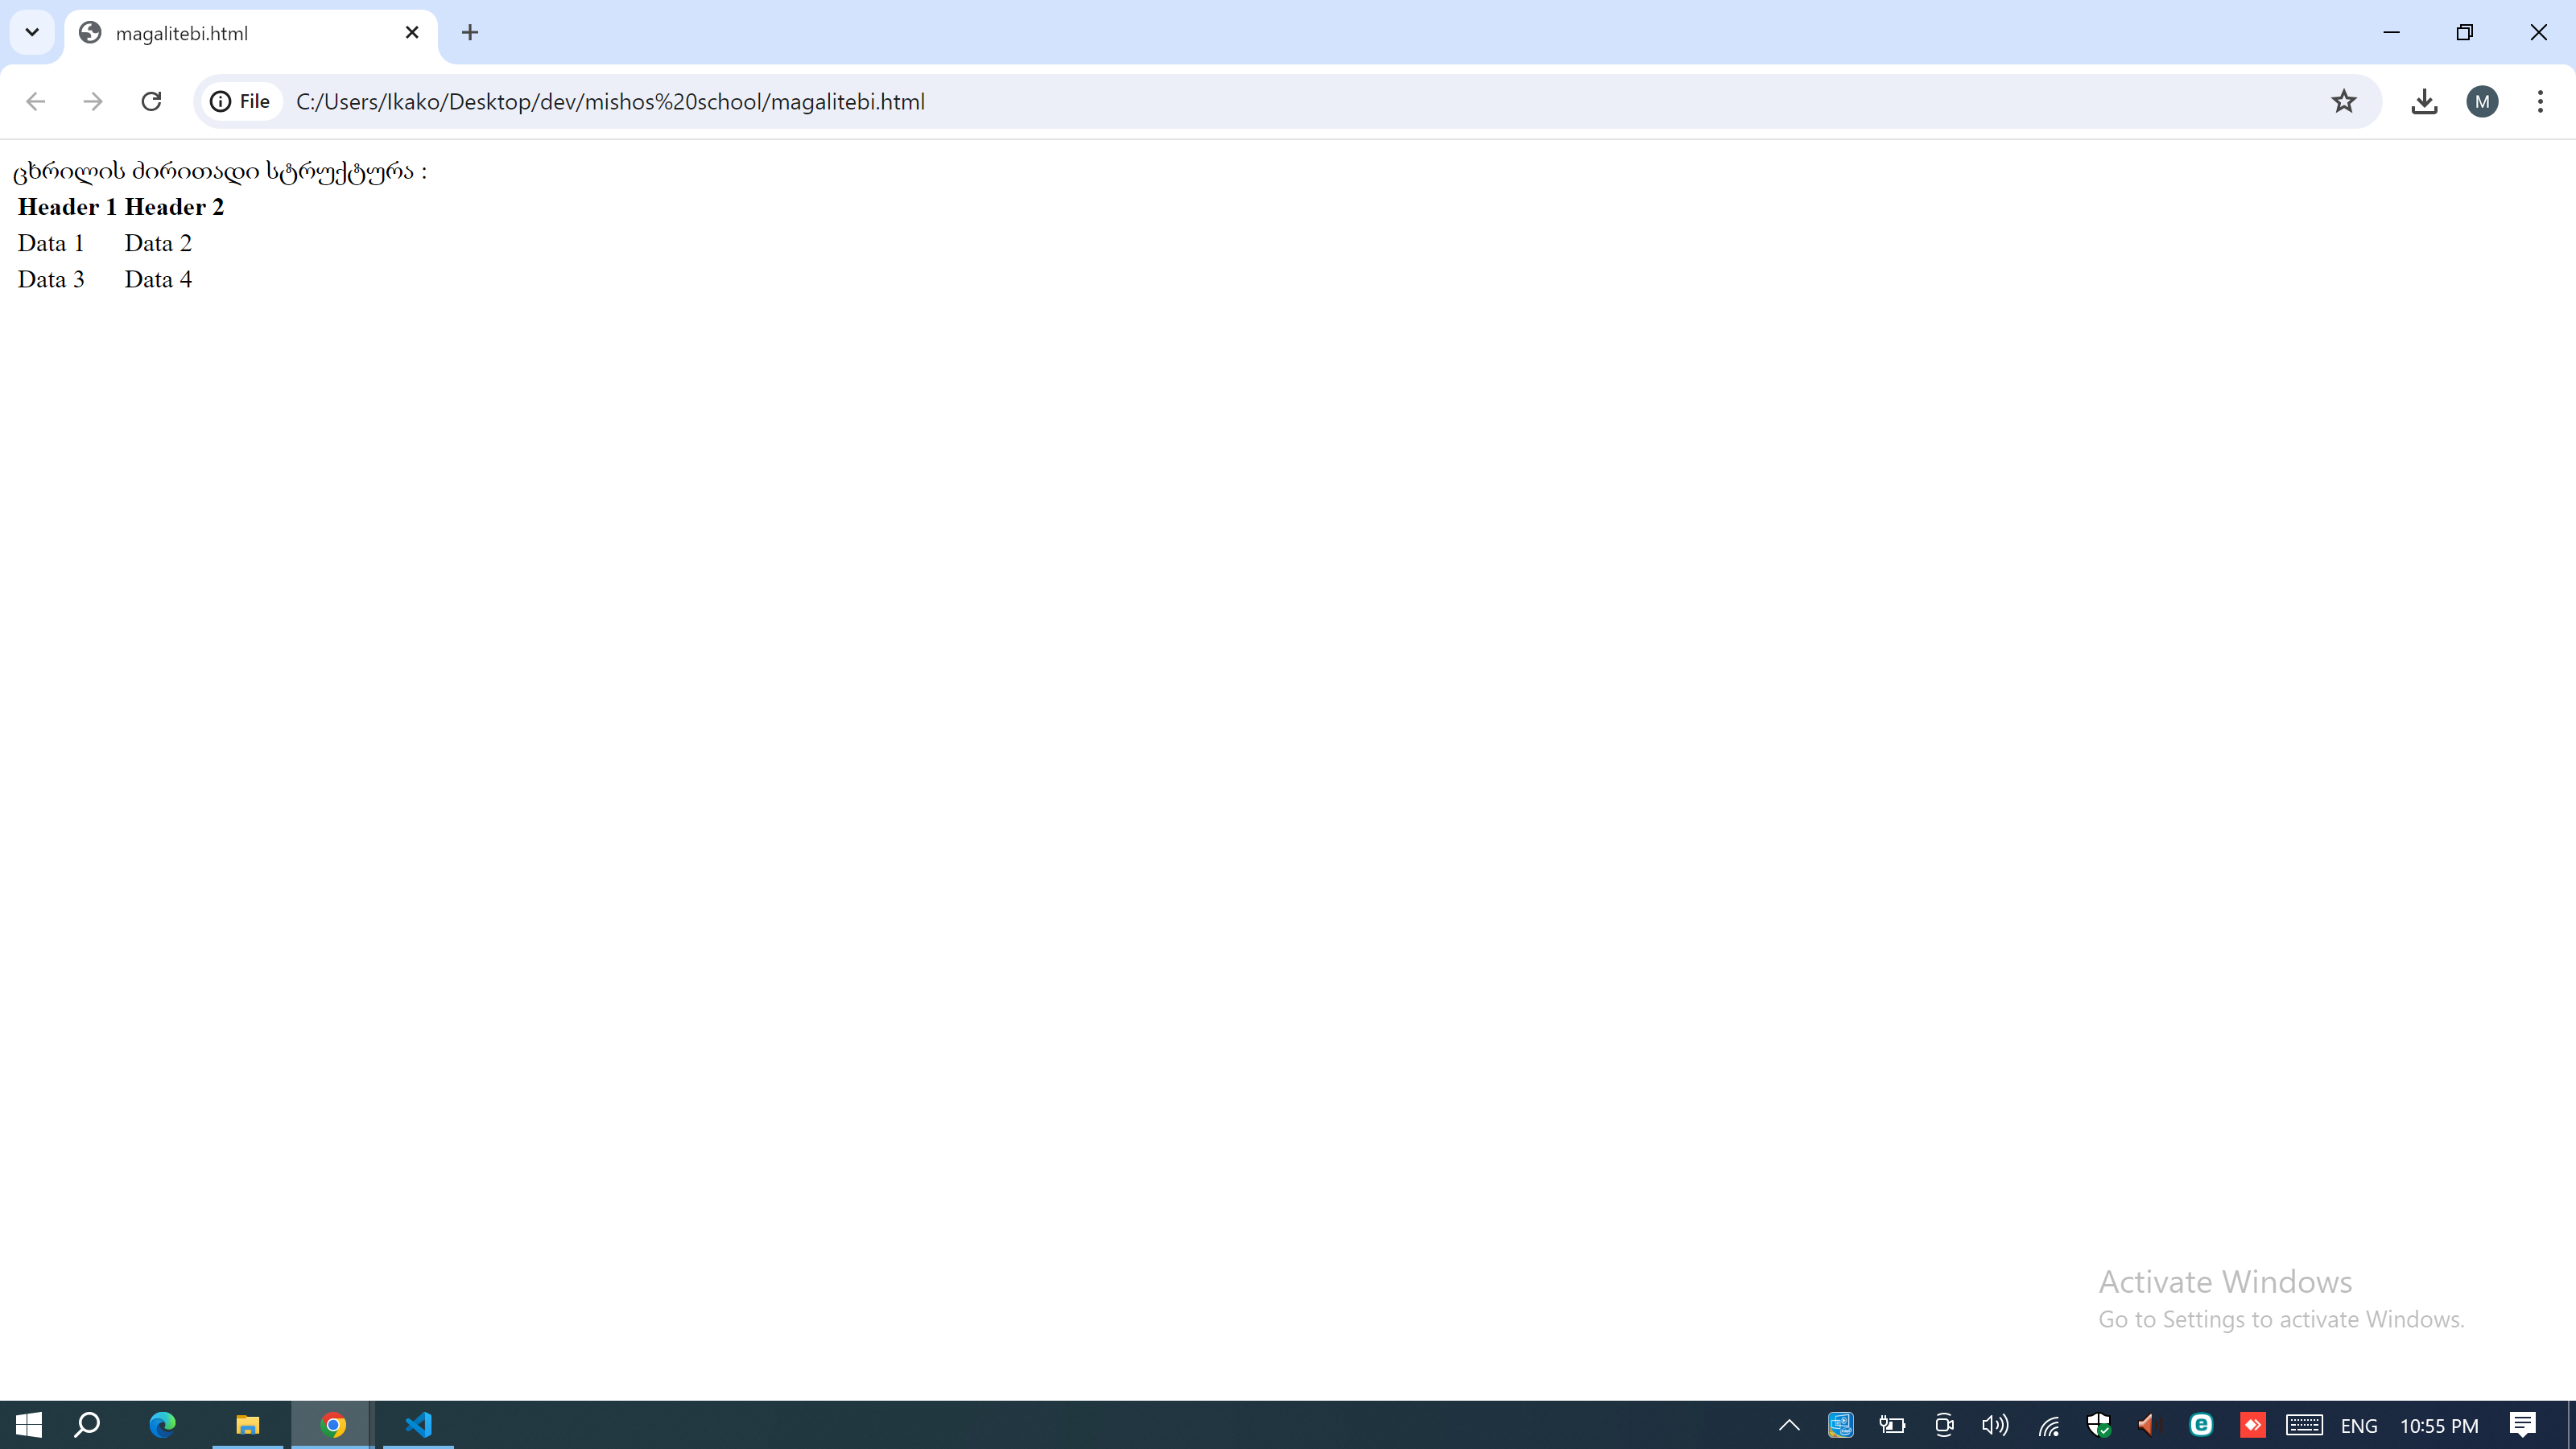 magalitebi.html
File C:/Users/Ikako/Desktop/dev/mishos%20school/magalitebi.html
M
ცხრილის ძირითადი სტრუქტურა :
Header 1 Header 2
Data 1 Data 2
Data 3 Data 4
Activate Windows
Go to Settings to activate Windows.
ENG 10:55 PM